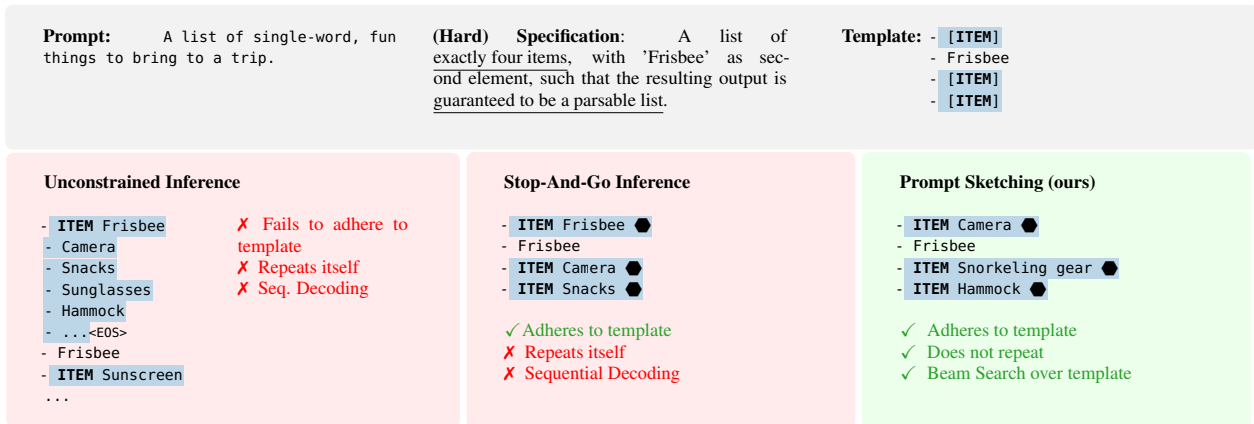 Prompt: A list of single-word, fun
things to bring to a trip.
(Hard) Specification: A list of
exactly four items, with 'Frisbee' as sec-
ond element, such that the resulting output is
guaranteed to be a parsable list.
Template: - [ITEM]
- Frisbee
- [ITEM]
- [ITEM]
Unconstrained Inference
- ITEM Frisbee
- Camera
- Snacks
- Sunglasses
- Hammock
- ...<EOS>
- Frisbee
- ITEM Sunscreen
...
✗ Fails to adhere to
template
✗ Repeats itself
✗ Seq. Decoding
Stop-And-Go Inference
- ITEM Frisbee ⬣
- Frisbee
- ITEM Camera ⬣
- ITEM Snacks ⬣
✓ Adheres to template
✗ Repeats itself
✗ Sequential Decoding
Prompt Sketching (ours)
- ITEM Camera ⬣
- Frisbee
- ITEM Snorkeling gear ⬣
- ITEM Hammock ⬣
✓ Adheres to template
✓ Does not repeat
✓ Beam Search over template